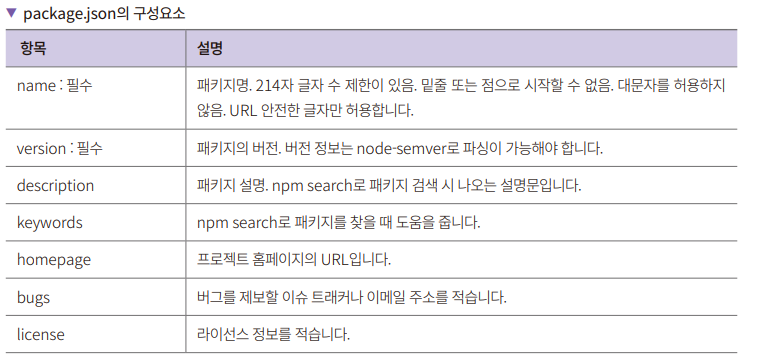 ▼ package.json의 구성요소
항목 설명
name : 필수 패키지명. 214자 글자 수 제한이 있음. 밑줄 또는 점으로 시작할 수 없음. 대문자를 허용하지
않음. URL 안전한 글자만 허용합니다.
version : 필수 패키지의 버전. 버전 정보는 node-semver로 파싱이 가능해야 합니다.
description 패키지 설명. npm search로 패키지 검색 시 나오는 설명문입니다.
keywords npm search로 패키지를 찾을 때 도움을 줍니다.
homepage 프로젝트 홈페이지의 URL입니다.
bugs 버그를 제보할 이슈 트래커나 이메일 주소를 적습니다.
license 라이선스 정보를 적습니다.